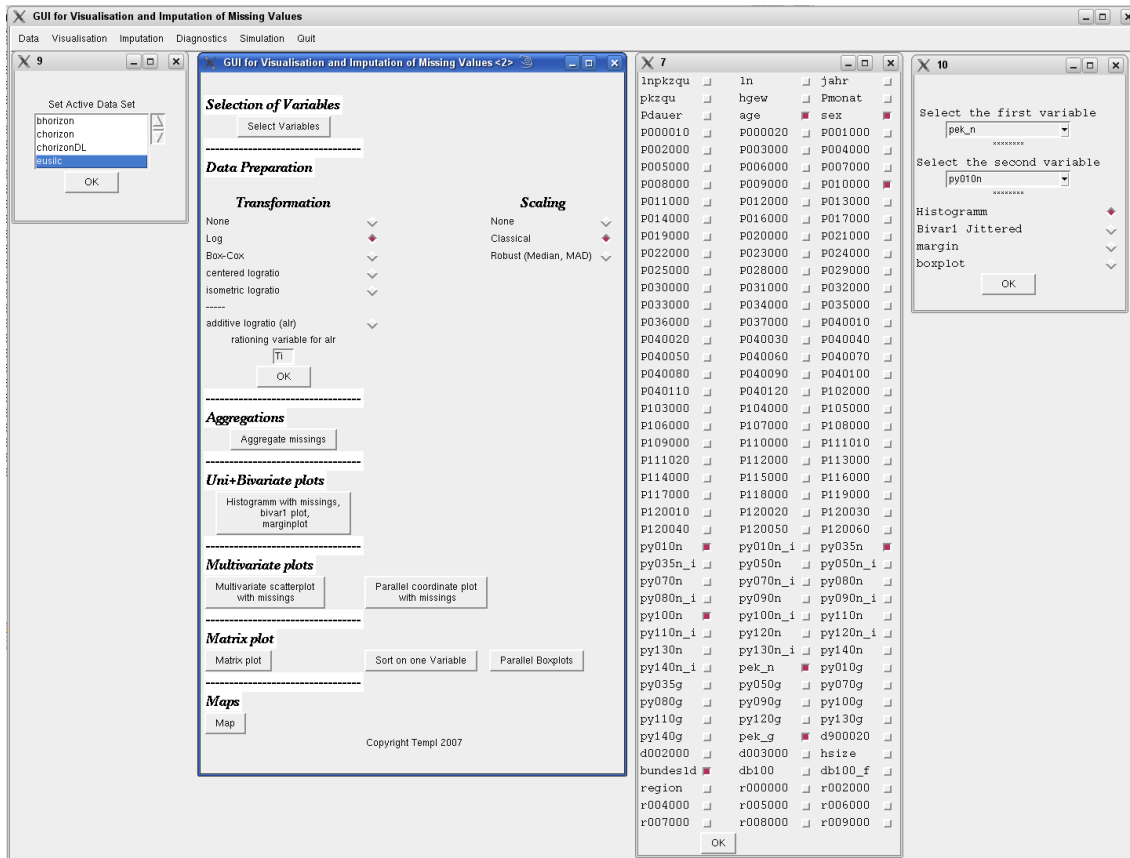 GUI for Visualisation and Imputation of Missing Values
Data Visualisation Imputation Diagnostics Simulation Quit
9
Set Active Data Set
bhorizon
chorizon
chorizonDL
eusilc
OK
GUI for Visualisation and Imputation of Missing Values <2>
Selection of Variables
Select Variables
----------------------------------
Data Preparation
Transformation
None
Log
Box-Cox
centered logratio
isometric logratio
-----
additive logratio (alr)
rationing variable for alr
Ti
OK
Scaling
None
Classical
Robust (Median, MAD)
----------------------------------
Aggregations
Aggregate missings
----------------------------------
Uni+Bivariate plots
Histogramm with missings,
bivar1 plot,
marginplot
----------------------------------
Multivariate plots
Multivariate scatterplot
with missings
Parallel coordinate plot
with missings
----------------------------------
Matrix plot
Matrix plot Sort on one Variable Parallel Boxplots
----------------------------------
Maps
Map
Copyright Templ 2007
7
lnpkzqu ln jahr
pkzqu hgew Pmonat
Pdauer age sex
P000010 P000020 P001000
P002000 P003000 P004000
P005000 P006000 P007000
P008000 P009000 P010000
P011000 P012000 P013000
P014000 P016000 P017000
P019000 P020000 P021000
P022000 P023000 P024000
P025000 P028000 P029000
P030000 P031000 P032000
P033000 P034000 P035000
P036000 P037000 P040010
P040020 P040030 P040040
P040050 P040060 P040070
P040080 P040090 P040100
P040110 P040120 P102000
P103000 P104000 P105000
P106000 P107000 P108000
P109000 P110000 P111010
P111020 P112000 P113000
P114000 P115000 P116000
P117000 P118000 P119000
P120010 P120020 P120030
P120040 P120050 P120060
py010n py010n_i py035n
py035n_i py050n py050n_i
py070n py070n_i py080n
py080n_i py090n py090n_i
py100n py100n_i py110n
py110n_i py120n py120n_i
py130n py130n_i py140n
py140n_i pek_n py010g
py035g py050g py070g
py080g py090g py100g
py110g py120g py130g
py140g pek_g d900020
d002000 d003000 hsize
bundesld db100 db100_f
region r000000 r002000
r004000 r005000 r006000
r007000 r008000 r009000
OK
10
Select the first variable
pek_n
********
Select the second variable
py010n
********
Histogramm
Bivar1 Jittered
margin
boxplot
OK